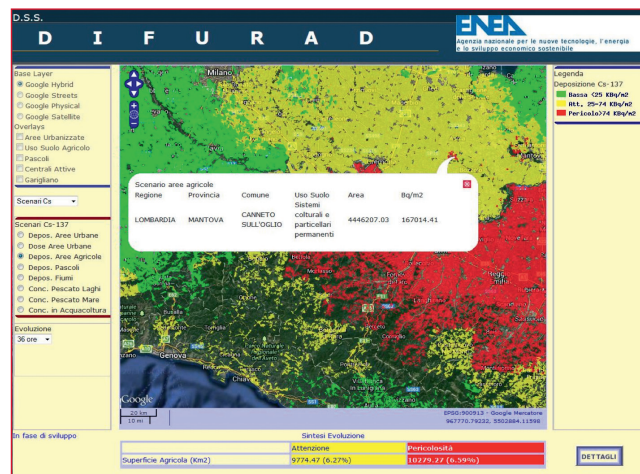 D.S.S.
D I F U R A D
ENEA
Agenzia nazionale per le nuove tecnologie, l'energia
e lo sviluppo economico sostenibile
Base Layer
Google Hybrid
Google Streets
Google Physical
Google Satellite
Overlays
Aree Urbanizzate
Uso Suolo Agricolo
Pascoli
Centrali Attive
Garigliano
Scenari Cs
Scenari Cs-137
Depos. Aree Urbane
Dose Aree Urbane
Depos. Aree Agricole
Depos. Pascoli
Depos. Fiumi
Conc. Pescato Laghi
Conc. Pescato Mare
Conc. in Acquacoltura
Evoluzione
36 ore
Milano
Scenario aree agricole
Regione Provincia Comune Uso Suolo Area Bq/m2
LOMBARDIA MANTOVA CANNETO SULL'OGLIO Sistemi colturali e particellari permanenti 4446207.03 167014.41
Busalla
Torriglia
Genova
Chiav
Google
20 km
10 mi
EPSG:900913 - Google Mercatore
967770.79232, 5502884.11598
Legenda
Deposizione Cs-137
Bassa <25 KBq/m2
Att, 25÷74 KBq/m2
Pericolo>74 KBq/m2
In fase di sviluppo
Sintesi Evoluzione
Attenzione Pericolosità
Superficie Agricola (Km2) 9774.47 (6.27%) 10279.27 (6.59%)
DETTAGLI